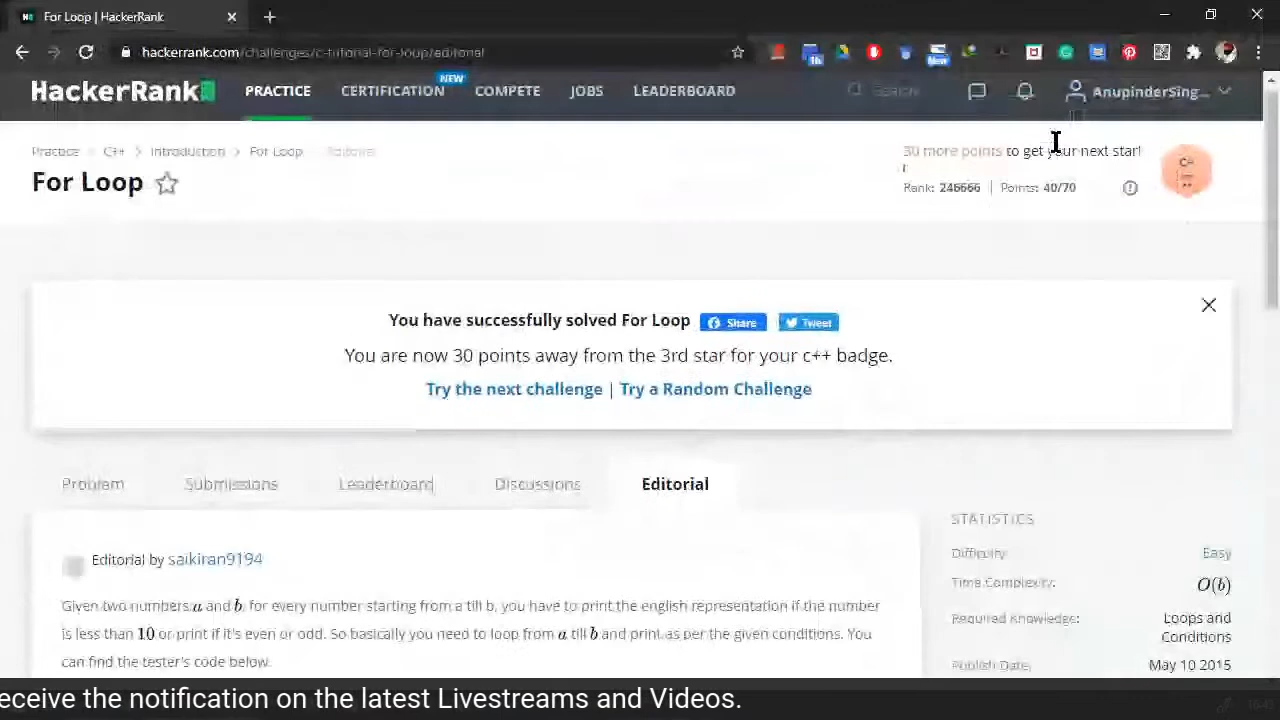 For Loop | HackerRank
hackerrank.com/challenges/c-tutorial-for-loop/editorial
1h
New
HackerRank
PRACTICE
CERTIFICATION
NEW
COMPETE
JOBS
LEADERBOARD
Search
AnupinderSing...
Practice > C++ > Introduction > For Loop > Editorial
For Loop
30 more points to get your next star!
Rank: 246666 | Points: 40/70
C++
You have successfully solved For Loop
Share
Tweet
You are now 30 points away from the 3rd star for your c++ badge.
Try the next challenge | Try a Random Challenge
Problem
Submissions
Leaderboard
Discussions
Editorial
Editorial by saikiran9194
Given two numbers a and b, for every number starting from a till b, you have to print the english representation if the number
is less than 10 or print if it's even or odd. So basically you need to loop from a till b and print as per the given conditions. You
can find the tester's code below.
STATISTICS
Difficulty: Easy
Time Complexity: O(b)
Required Knowledge: Loops and
Conditions
Publish Date: May 10 2015
eceive the notification on the latest Livestreams and Videos.